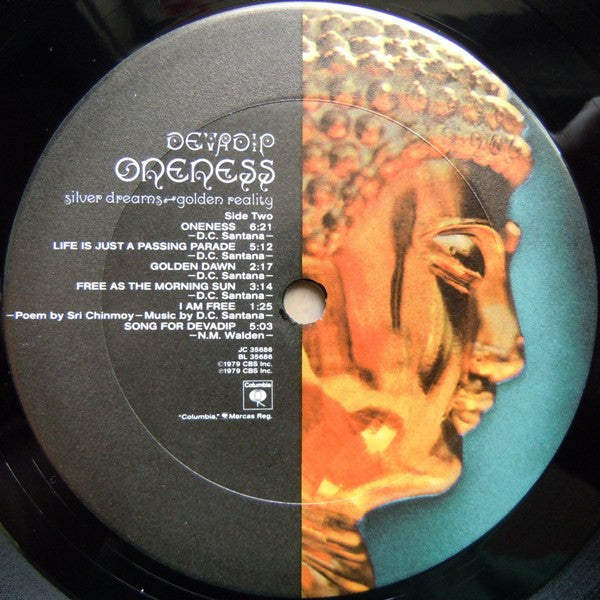 DEVADIP
ONENESS
silver dreams~golden reality
Side Two
ONENESS 6:21
–D.C. Santana–
LIFE IS JUST A PASSING PARADE 5:12
–D.C. Santana–
GOLDEN DAWN 2:17
–D.C. Santana–
FREE AS THE MORNING SUN 3:14
–D.C. Santana–
I AM FREE 1:25
–Poem by Sri Chinmoy–Music by D.C. Santana–
SONG FOR DEVADIP 5:03
–N.M. Walden–
JC 35686
BL 35686
©1979 CBS Inc.
℗1979 CBS Inc.
Columbia
"Columbia," Marcas Reg.